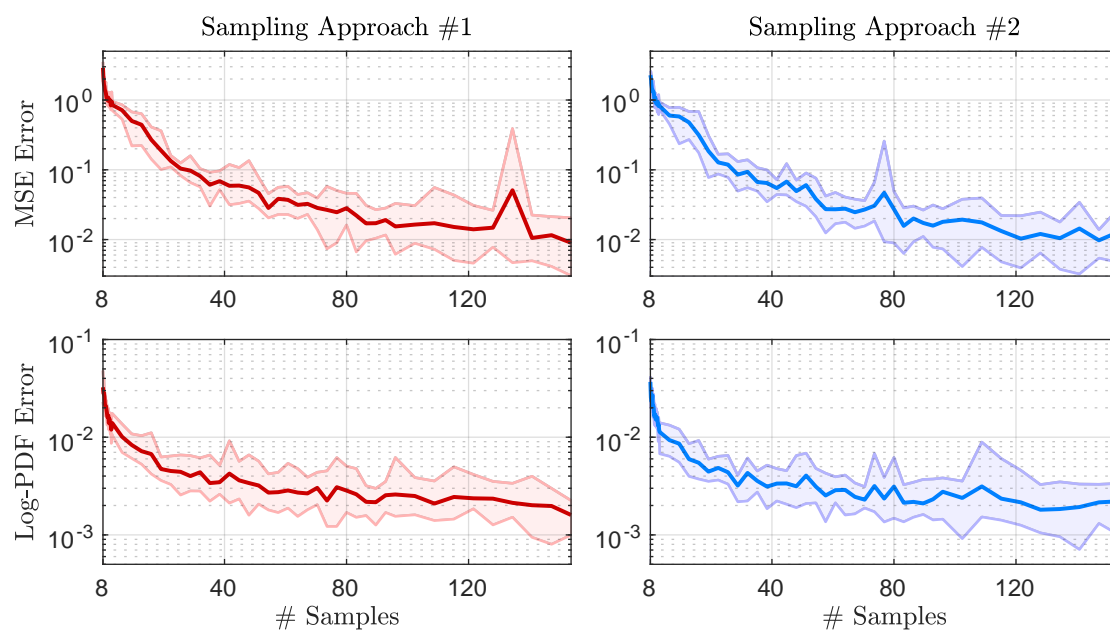 Sampling Approach #1
Sampling Approach #2
MSE Error
10^0
10^-1
10^-2
8 40 80 120
10^0
10^-1
10^-2
8 40 80 120
Log-PDF Error
10^-1
10^-2
10^-3
8 40 80 120
# Samples
10^-1
10^-2
10^-3
8 40 80 120
# Samples